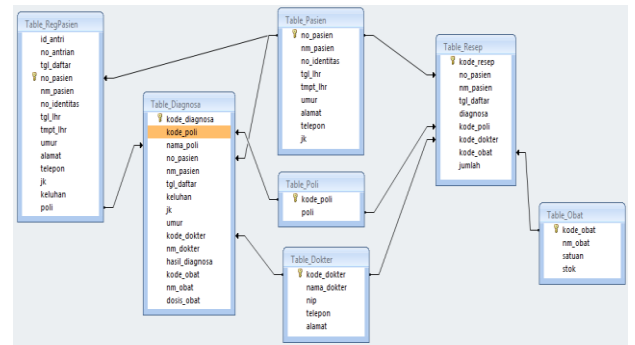 Table_RegPasien
id_antri
no_antrian
tgl_daftar
no_pasien
nm_pasien
no_identitas
tgl_lhr
tmpt_lhr
umur
alamat
telepon
jk
keluhan
poli
Table_Diagnosa
kode_diagnosa
kode_poli
nama_poli
no_pasien
nm_pasien
tgl_daftar
keluhan
jk
umur
kode_dokter
nm_dokter
hasil_diagnosa
kode_obat
nm_obat
dosis_obat
Table_Pasien
no_pasien
nm_pasien
no_identitas
tgl_lhr
tmpt_lhr
umur
alamat
telepon
jk
Table_Poli
kode_poli
poli
Table_Dokter
kode_dokter
nama_dokter
nip
telepon
alamat
Table_Resep
kode_resep
no_pasien
nm_pasien
tgl_daftar
diagnosa
kode_poli
kode_dokter
kode_obat
jumlah
Table_Obat
kode_obat
nm_obat
satuan
stok